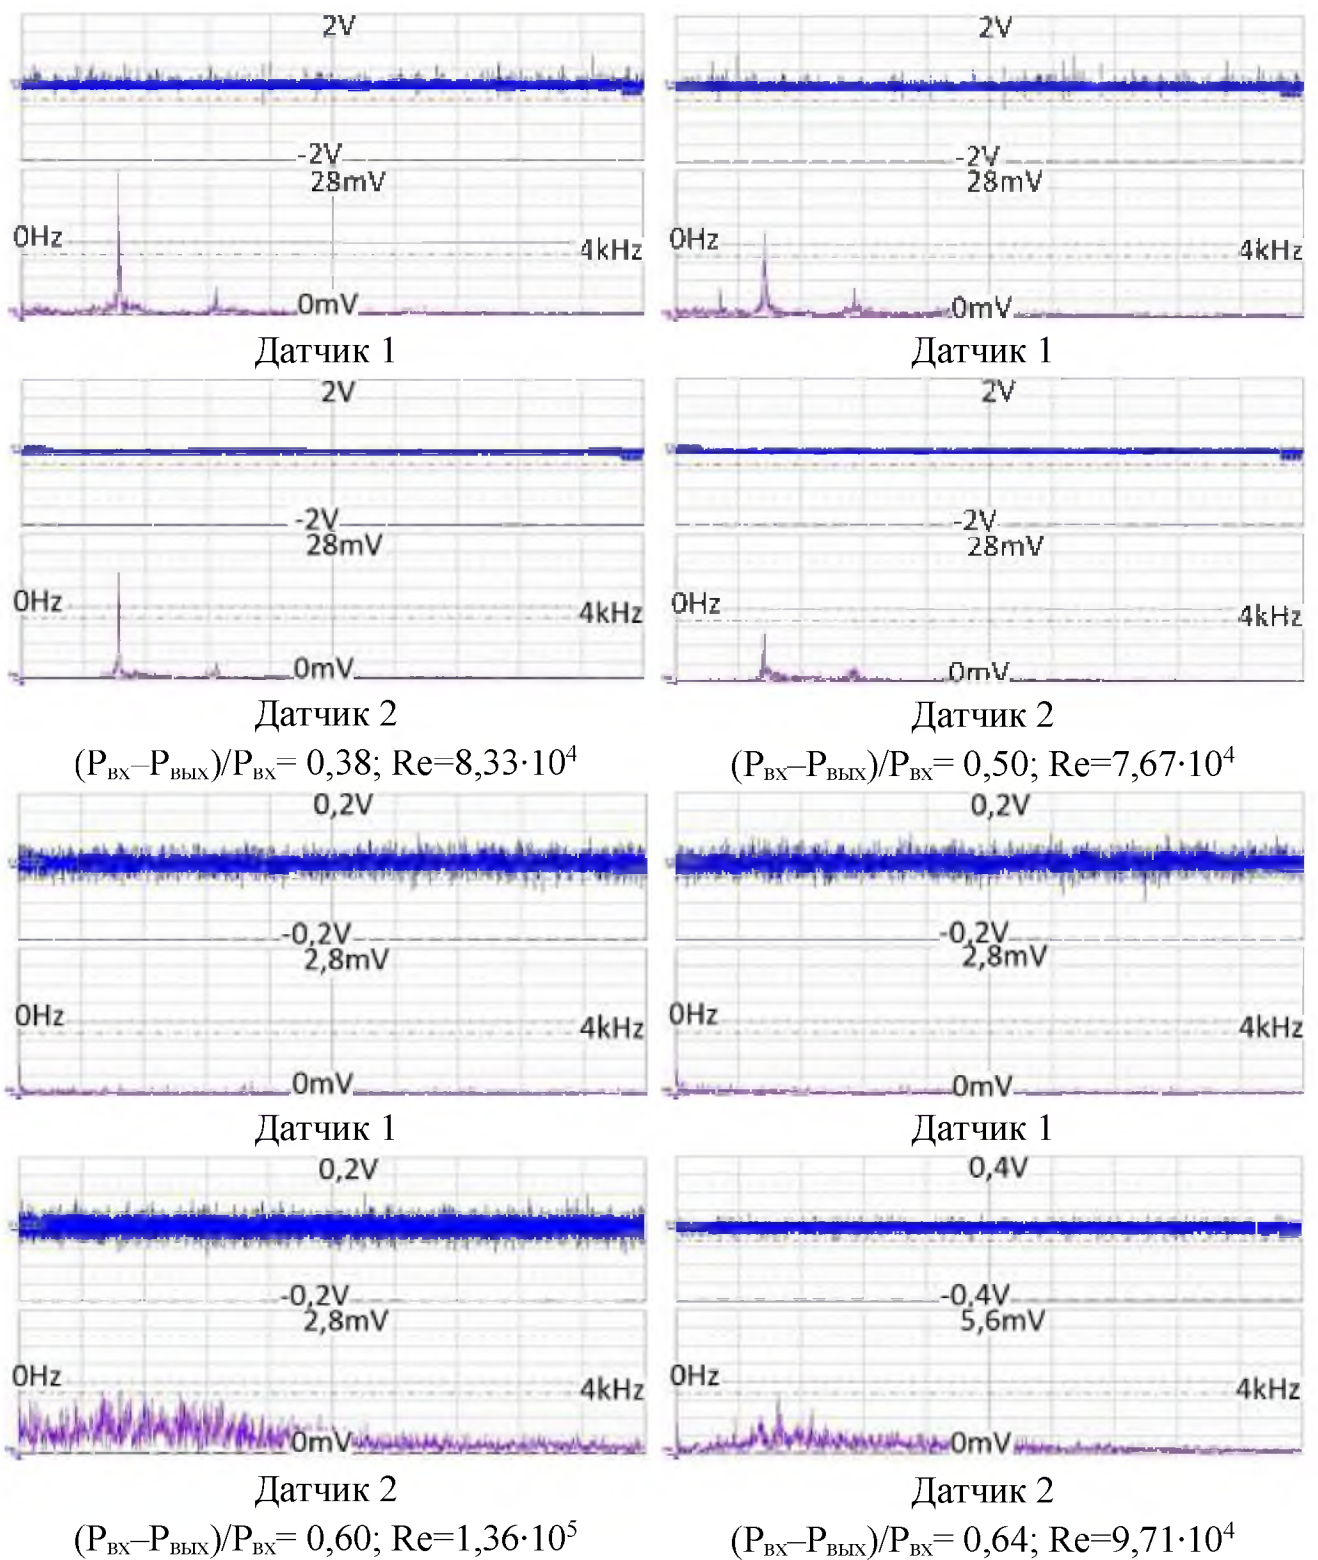 2V 2V
-2V -2V
28mV 28mV
0Hz 4kHz 0Hz 4kHz
0mV 0mV
Датчик 1 Датчик 1
2V 2V
-2V -2V
28mV 28mV
0Hz 4kHz 0Hz 4kHz
0mV 0mV
Датчик 2 Датчик 2
(Pвх–Pвых)/Pвх= 0,38; Re=8,33·10⁴ (Pвх–Pвых)/Pвх= 0,50; Re=7,67·10⁴
0,2V 0,2V
-0,2V -0,2V
2,8mV 2,8mV
0Hz 4kHz 0Hz 4kHz
0mV 0mV
Датчик 1 Датчик 1
0,2V 0,4V
-0,2V -0,4V
2,8mV 5,6mV
0Hz 4kHz 0Hz 4kHz
0mV 0mV
Датчик 2 Датчик 2
(Pвх–Pвых)/Pвх= 0,60; Re=1,36·10⁵ (Pвх–Pвых)/Pвх= 0,64; Re=9,71·10⁴